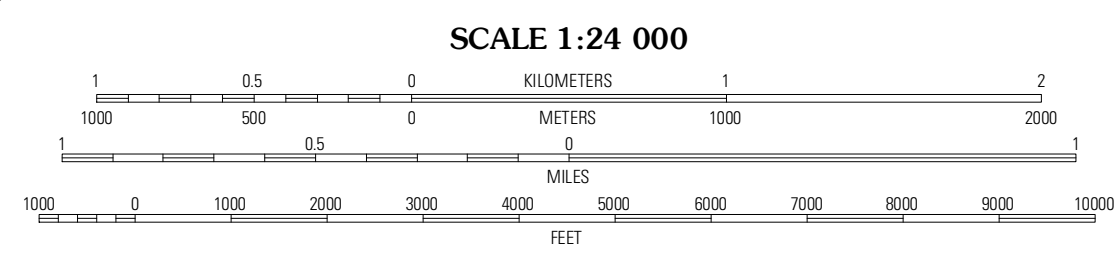 SCALE 1:24 000
1 0.5 0 KILOMETERS 1 2
1000 500 0 METERS 1000 2000
1 0.5 0 1
MILES
1000 0 1000 2000 3000 4000 5000 6000 7000 8000 9000 10000
FEET